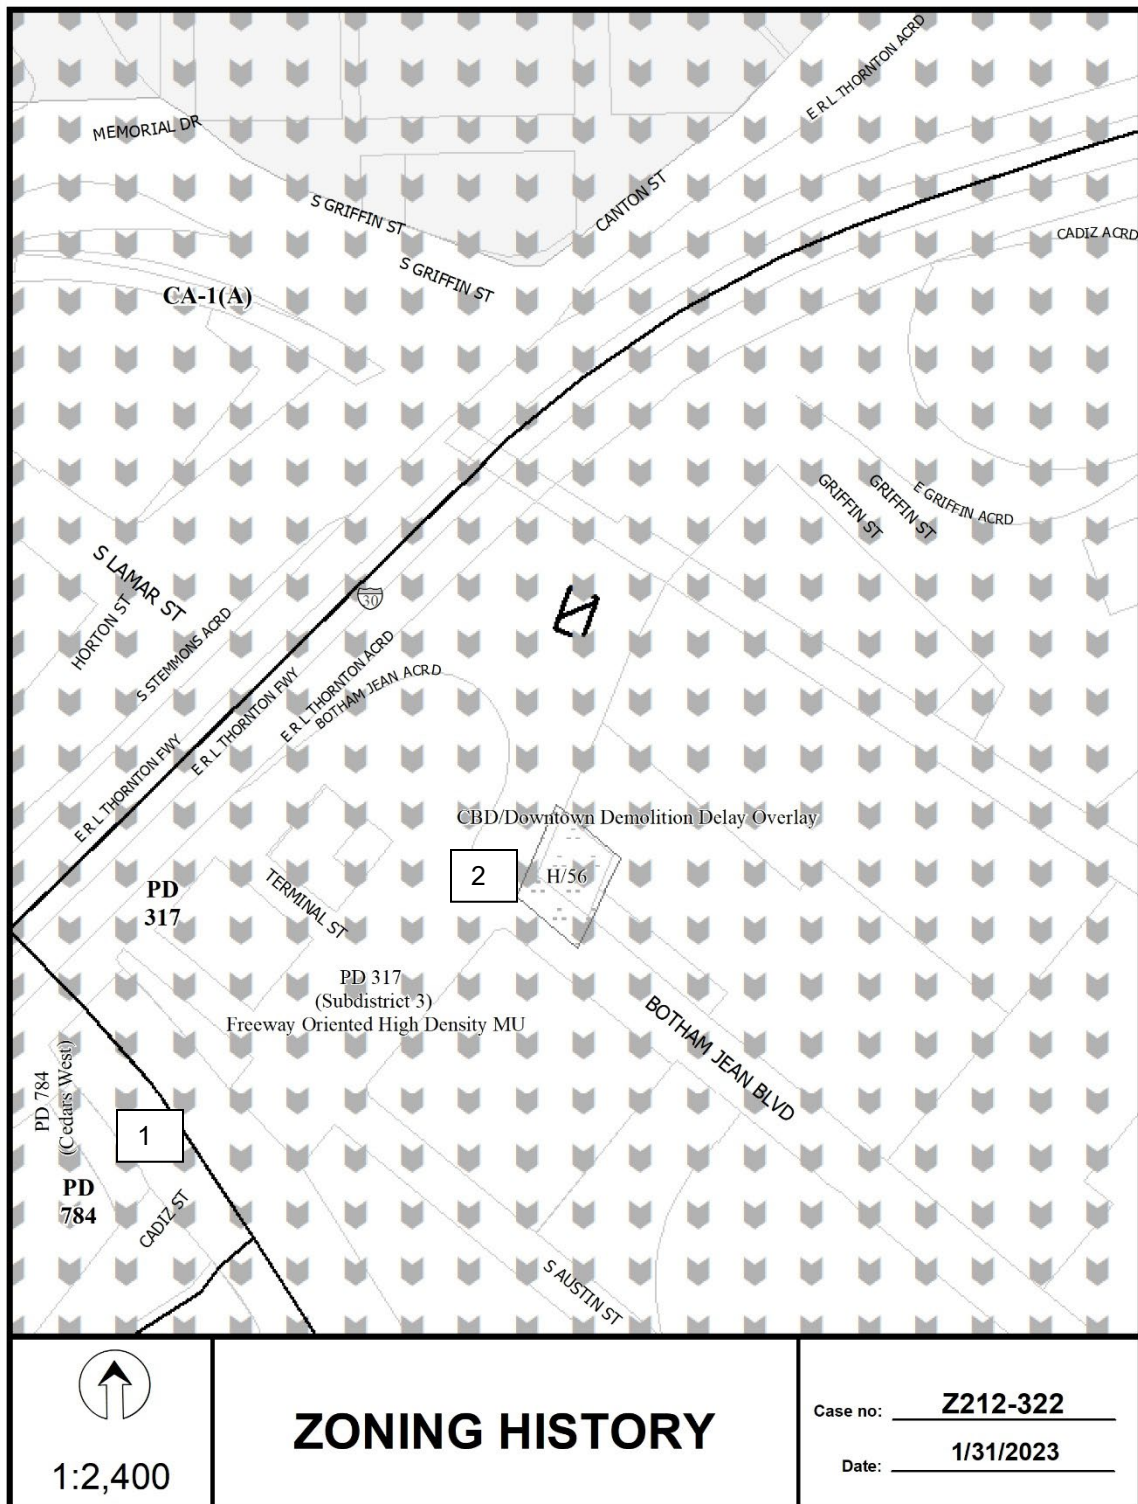 E R L THORNTON ACRD
MEMORIAL DR
S GRIFFIN ST
CANTON ST
CADIZ ACRD
S GRIFFIN ST
CA-1(A)
GRIFFIN ST
GRIFFIN ST
E GRIFFIN ACRD
S LAMAR ST
HORTON ST
30
S STEMMONS ACRD
E R L THORNTON ACRD
BOTHAM JEAN ACRD
E R L THORNTON FWY
E R L THORNTON FWY
CBD/Downtown Demolition Delay Overlay
2
H/56
PD
317
TERMINAL ST
PD 317
(Subdistrict 3)
Freeway Oriented High Density MU
BOTHAM JEAN BLVD
PD 784
(Cedars West)
1
PD
784
CADIZ ST
S AUSTIN ST
1:2,400
ZONING HISTORY
Case no: Z212-322
Date: 1/31/2023